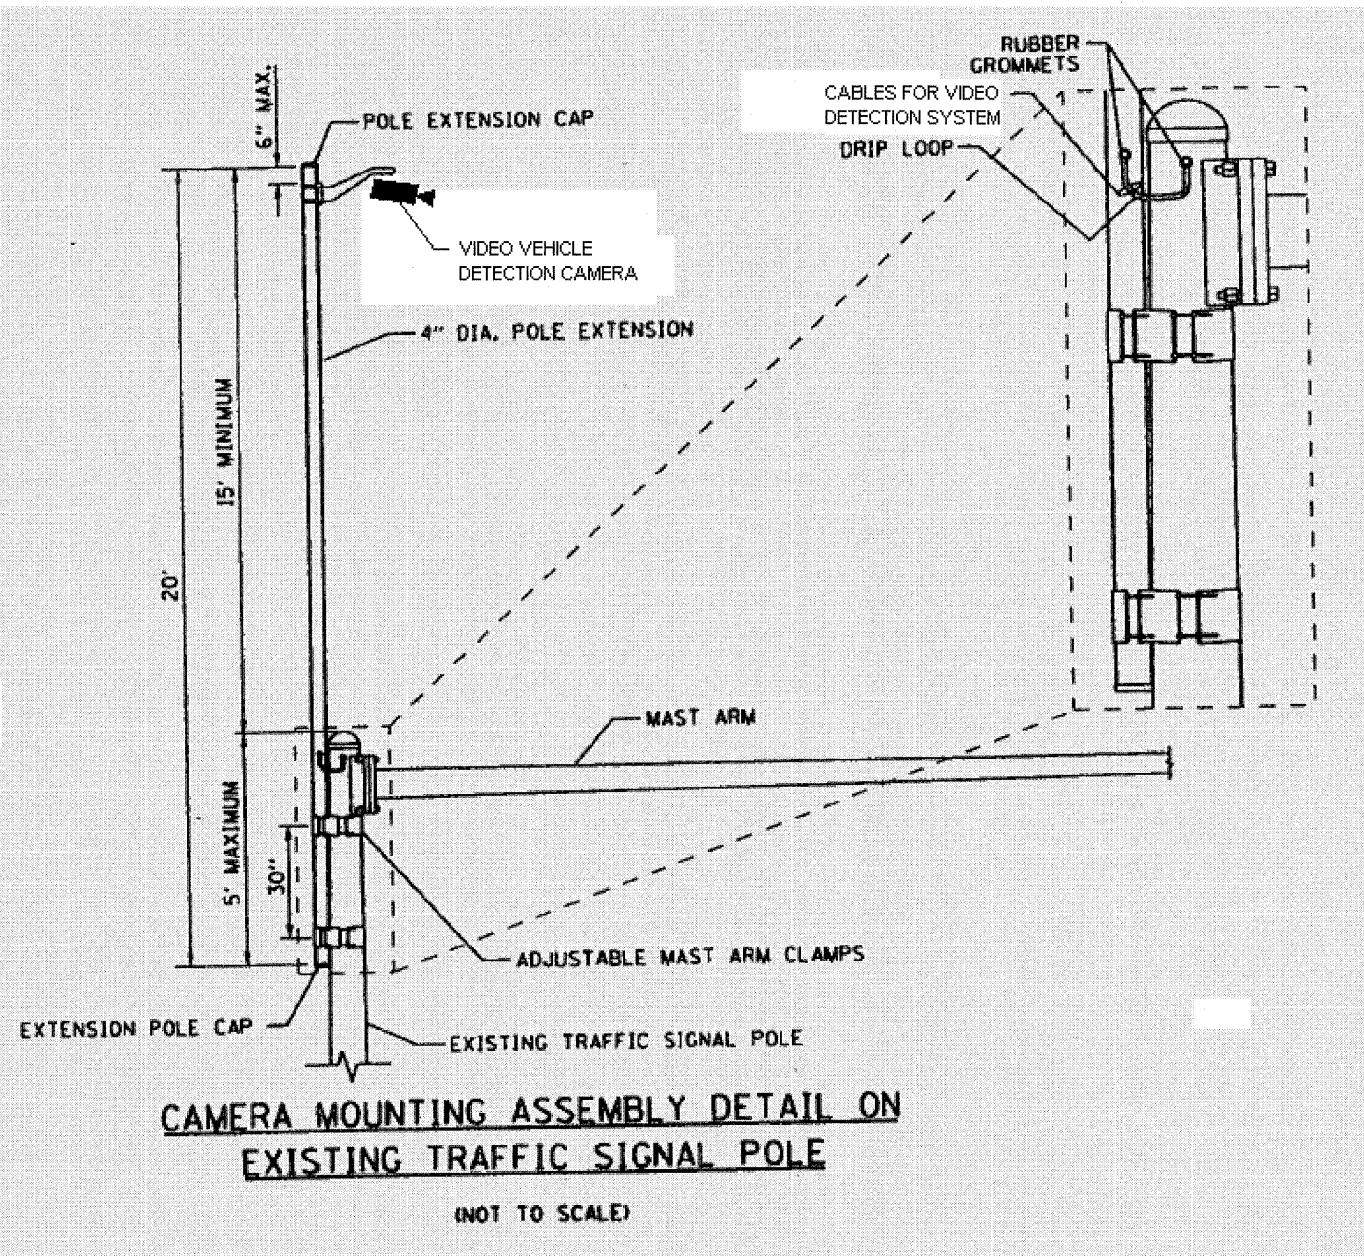 RUBBER
GROMMETS
CABLES FOR VIDEO
DETECTION SYSTEM
DRIP LOOP
6" MAX.
POLE EXTENSION CAP
VIDEO VEHICLE
DETECTION CAMERA
4" DIA. POLE EXTENSION
15' MINIMUM
20'
MAST ARM
5' MAXIMUM
30"
ADJUSTABLE MAST ARM CLAMPS
EXTENSION POLE CAP
EXISTING TRAFFIC SIGNAL POLE
CAMERA MOUNTING ASSEMBLY DETAIL ON
EXISTING TRAFFIC SIGNAL POLE
(NOT TO SCALE)